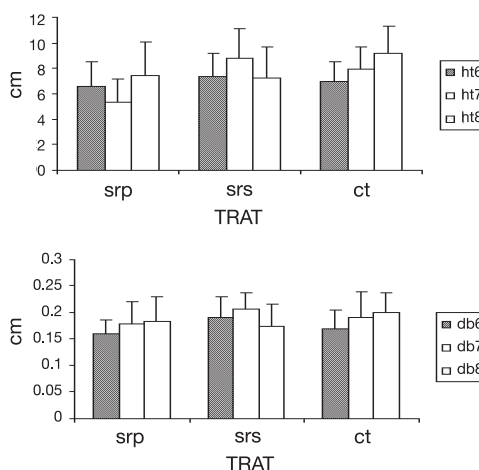 12
10
8
6
4
2
0
cm
srp srs ct
TRAT
ht6
ht7
ht8
0.3
0.25
0.2
0.15
0.1
0.05
0
cm
srp srs ct
TRAT
db6
db7
db8